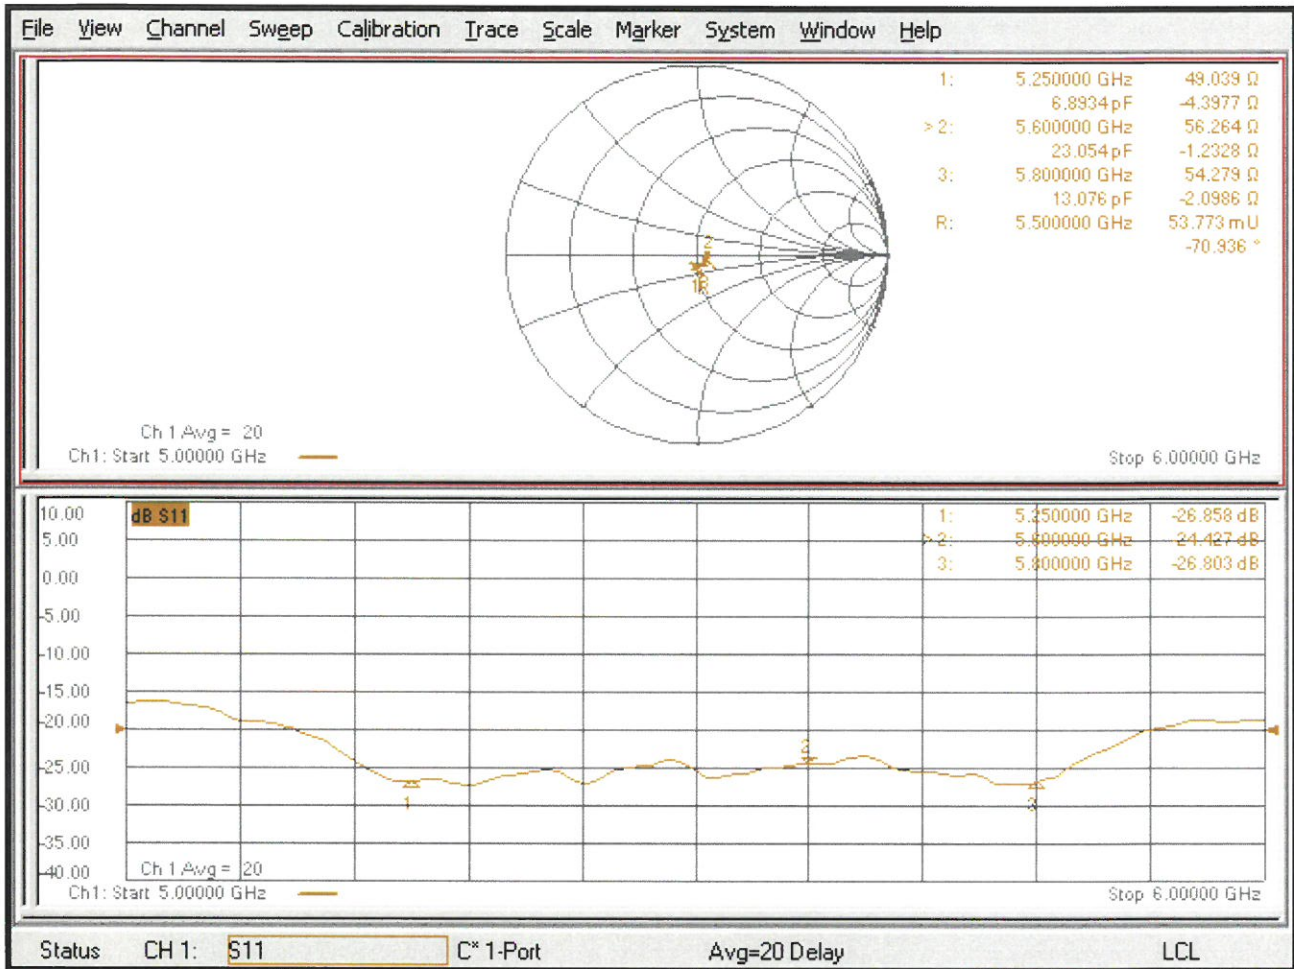 File View Channel Sweep Calibration Trace Scale Marker System Window Help
1: 5.250000 GHz 49.039 Ω
6.8934 pF -4.3977 Ω
> 2: 5.600000 GHz 56.264 Ω
23.054 pF -1.2328 Ω
3: 5.800000 GHz 54.279 Ω
13.076 pF -2.0986 Ω
R: 5.500000 GHz 53.773 mU
-70.936 °
2
1R
Ch 1 Avg = 20
Ch1: Start 5.00000 GHz
Stop 6.00000 GHz
10.00 dB S11
1: 5.250000 GHz -26.858 dB
5.00
> 2: 5.600000 GHz -24.427 dB
3: 5.800000 GHz -26.803 dB
0.00
-5.00
-10.00
-15.00
-20.00
2
-25.00
1
3
-30.00
-35.00
-40.00
Ch 1 Avg = 20
Ch1: Start 5.00000 GHz
Stop 6.00000 GHz
Status CH 1: S11 C* 1-Port Avg=20 Delay LCL